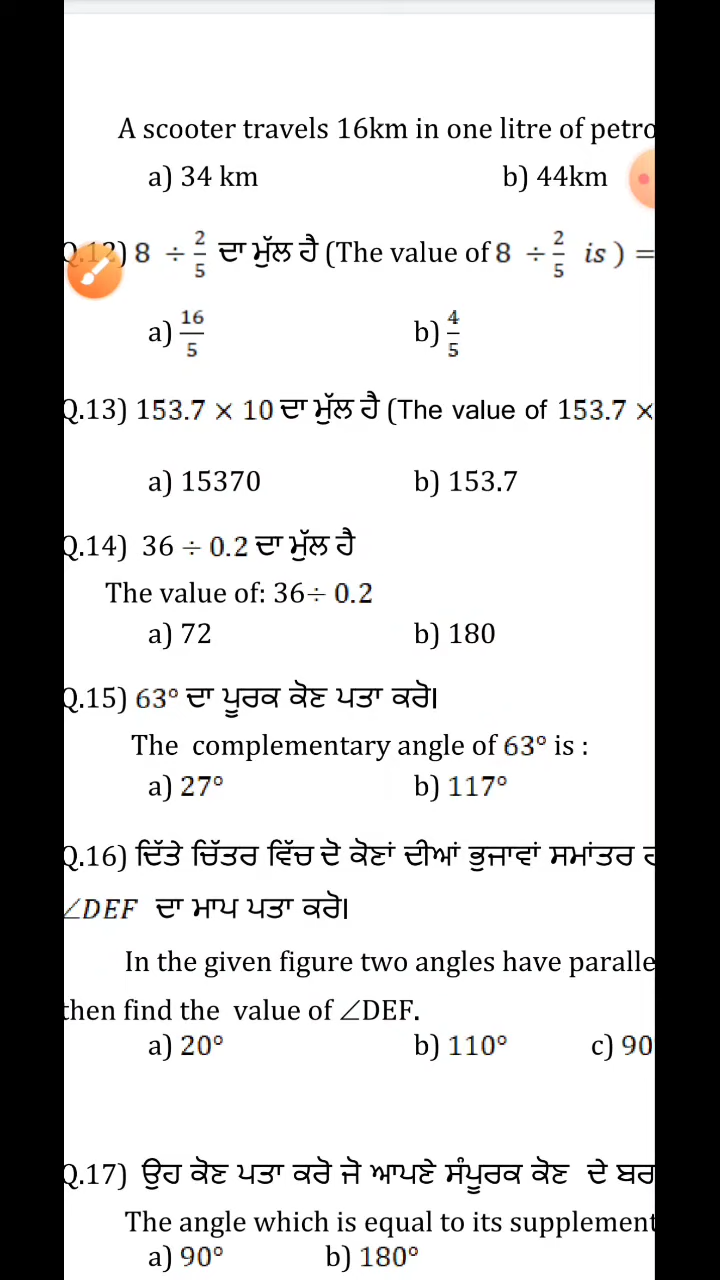 A scooter travels 16km in one litre of petro
a) 34 km b) 44km
Q.12) 8 ÷ 2/5 ਦਾ ਮੁੱਲ ਹੈ (The value of 8 ÷ 2/5 is ) =
a) 16/5 b) 4/5
Q.13) 153.7 × 10 ਦਾ ਮੁੱਲ ਹੈ (The value of 153.7 ×
a) 15370 b) 153.7
Q.14) 36 ÷ 0.2 ਦਾ ਮੁੱਲ ਹੈ
The value of: 36÷ 0.2
a) 72 b) 180
Q.15) 63° ਦਾ ਪੂਰਕ ਕੋਣ ਪਤਾ ਕਰੋ।
The complementary angle of 63° is :
a) 27° b) 117°
Q.16) ਦਿੱਤੇ ਚਿੱਤਰ ਵਿੱਚ ਦੋ ਕੋਣਾਂ ਦੀਆਂ ਭੁਜਾਵਾਂ ਸਮਾਂਤਰ
∠DEF ਦਾ ਮਾਪ ਪਤਾ ਕਰੋ।
In the given figure two angles have paralle
then find the value of ∠DEF.
a) 20° b) 110° c) 90
Q.17) ਉਹ ਕੋਣ ਪਤਾ ਕਰੋ ਜੋ ਆਪਣੇ ਸੰਪੂਰਕ ਕੋਣ ਦੇ ਬਰ
The angle which is equal to its supplement
a) 90° b) 180°